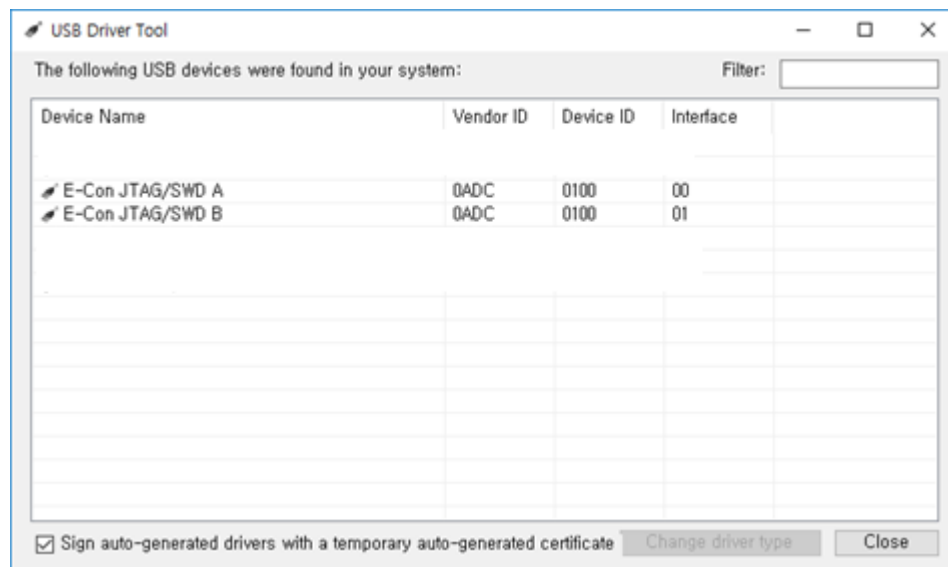 USB Driver Tool
The following USB devices were found in your system: Filter:
Device Name Vendor ID Device ID Interface
E-Con JTAG/SWD A 0ADC 0100 00
E-Con JTAG/SWD B 0ADC 0100 01
Sign auto-generated drivers with a temporary auto-generated certificate Change driver type Close